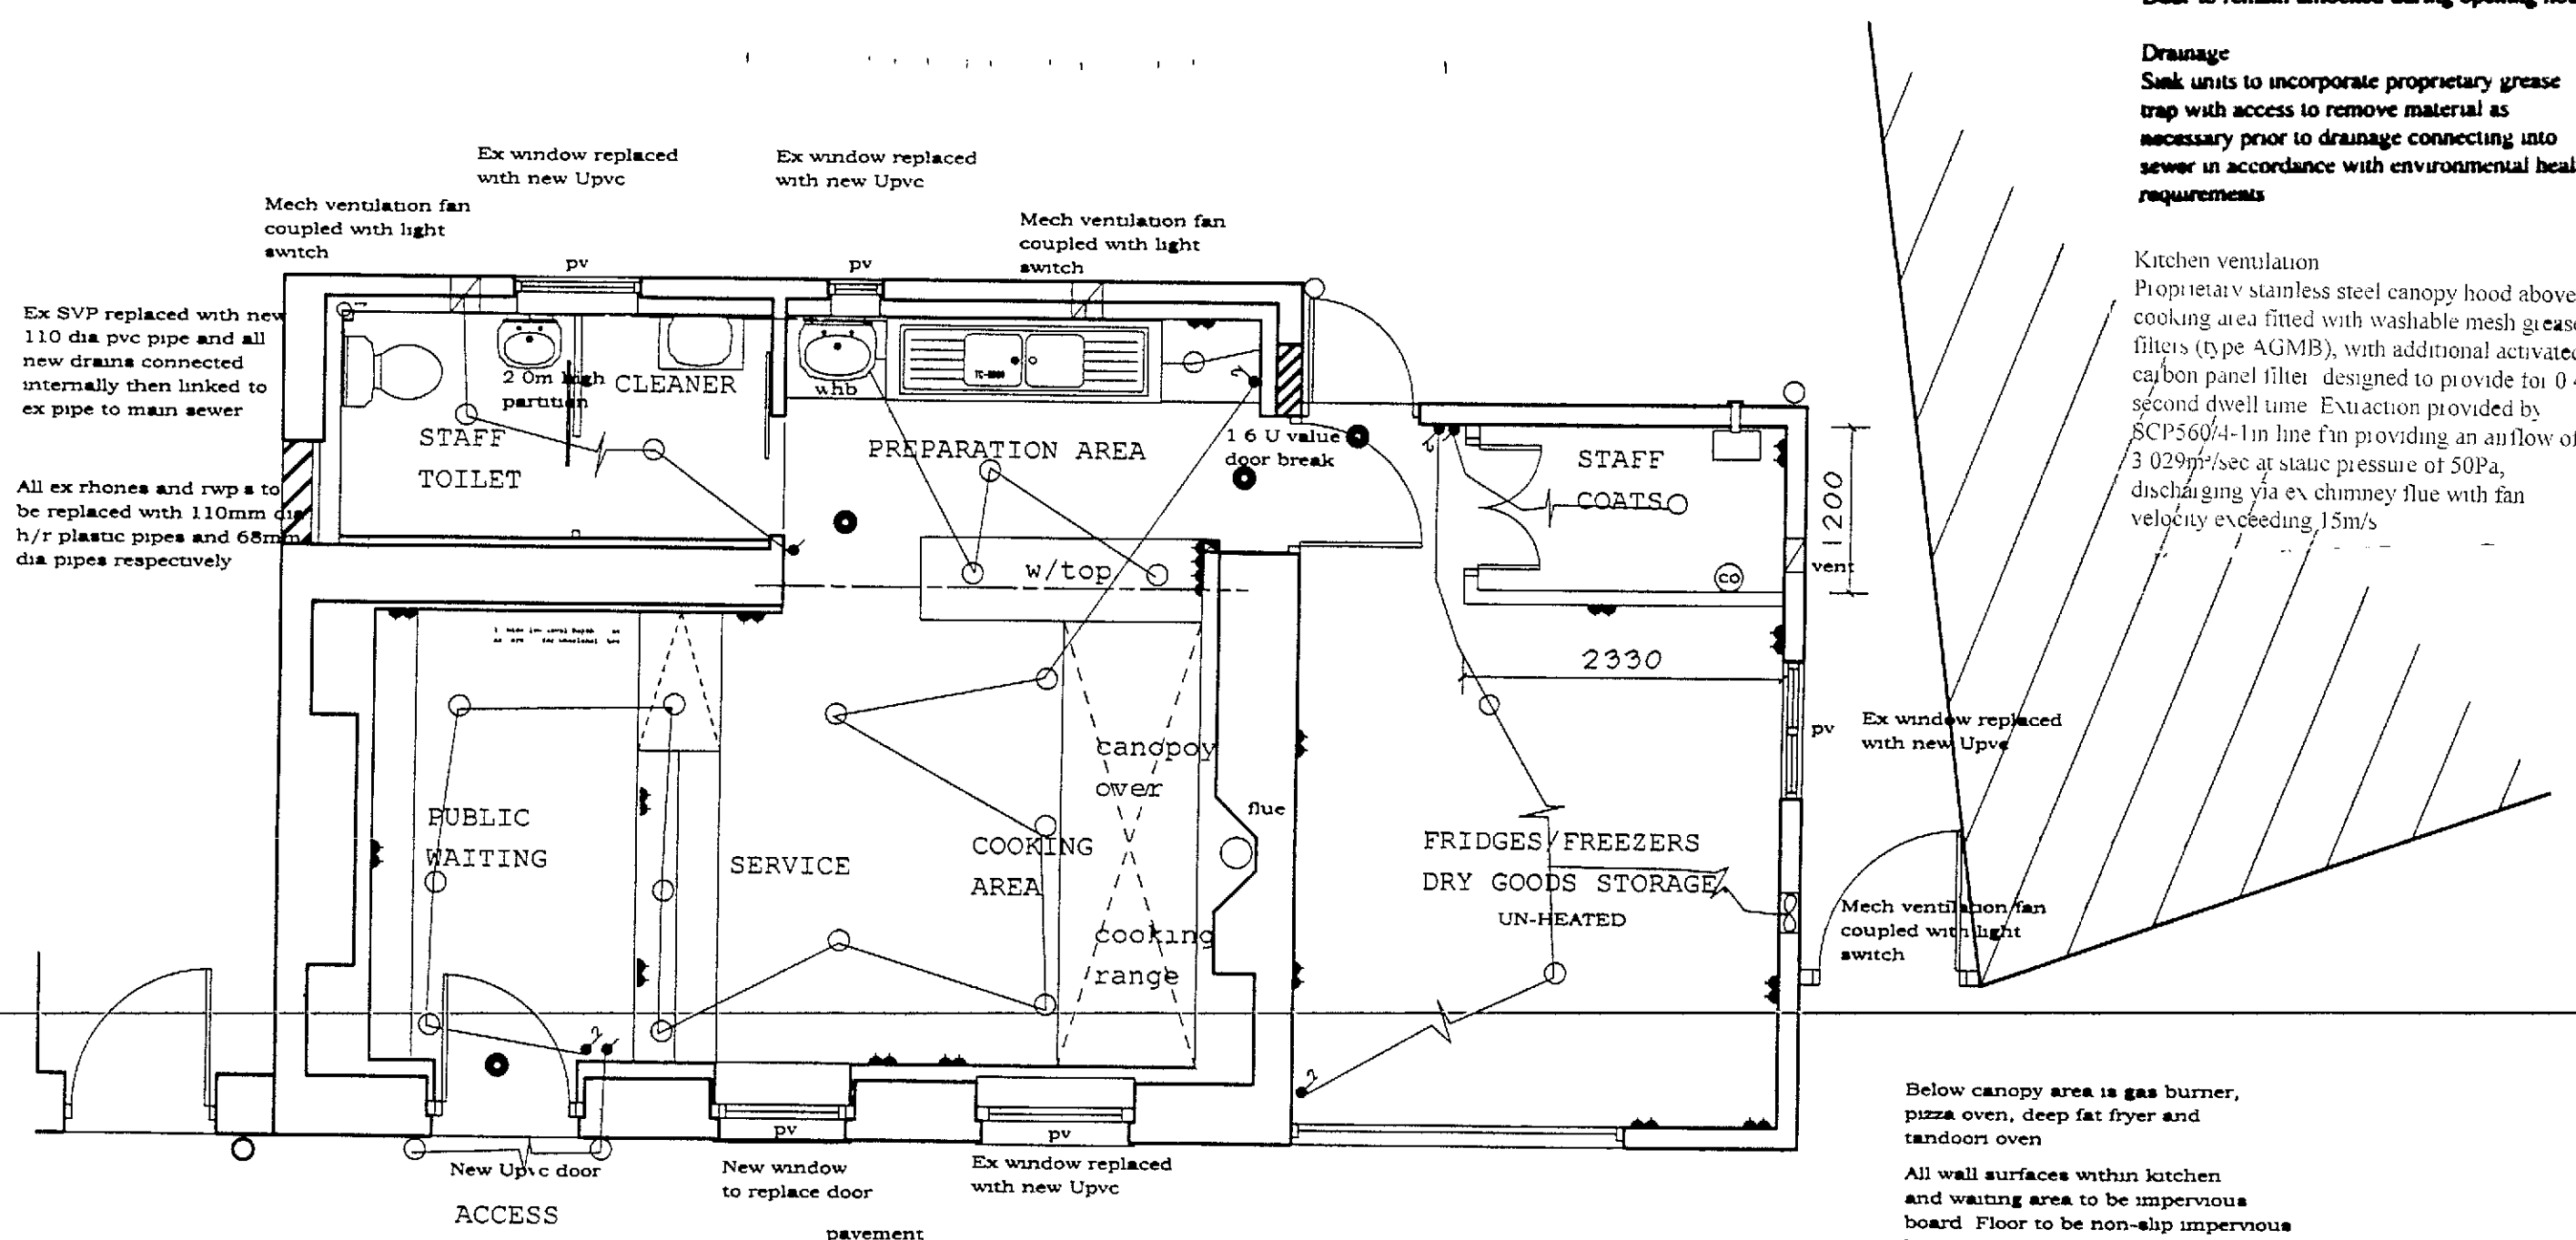 Drainage
Sink units to incorporate proprietary grease
trap with access to remove material as
necessary prior to drainage connecting into
sewer in accordance with environmental heal
requirements
Kitchen ventilation
Proprietary stainless steel canopy hood above
cooking area fitted with washable mesh grease
filters (type AGMB), with additional activated
carbon panel filter designed to provide for 0 4
second dwell time Extraction provided by
SCP560/4-1 in line fan providing an airflow of
3 029m³/sec at static pressure of 50Pa,
discharging via ex chimney flue with fan
velocity exceeding 15m/s
Ex window replaced
with new Upvc
Ex window replaced
with new Upvc
Mech ventilation fan
coupled with light
switch
Mech ventilation fan
coupled with light
switch
pv
pv
Ex SVP replaced with new
110 dia pvc pipe and all
new drains connected
internally then linked to
ex pipe to main sewer
All ex rhones and rwp s to
be replaced with 110mm dia
h/r plastic pipes and 68mm
dia pipes respectively
2 0m high
partition
CLEANER
whb
STAFF
TOILET
PREPARATION AREA
1 6 U value
door break
STAFF
COATS
1200
vent
co
w/top
2330
pv
Ex window replaced
with new Upvc
canopoy
over
flue
PUBLIC
WAITING
SERVICE
COOKING
AREA
cooking
range
FRIDGES/FREEZERS
DRY GOODS STORAGE
UN-HEATED
Mech ventilation fan
coupled with light
switch
2
2
2
2
pv
pv
New Upvc door
New window
to replace door
Ex window replaced
with new Upvc
ACCESS
pavement
Below canopy area is gas burner,
pizza oven, deep fat fryer and
tandoori oven
All wall surfaces within kitchen
and waiting area to be impervious
board Floor to be non-slip impervious